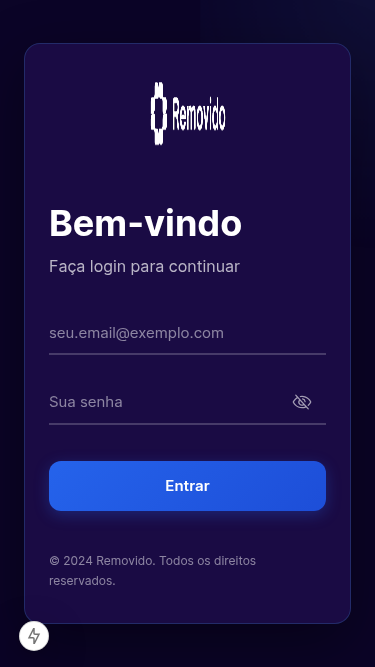 Removido
Bem-vindo
Faça login para continuar
seu.email@exemplo.com
Sua senha
Entrar
© 2024 Removido. Todos os direitos
reservados.